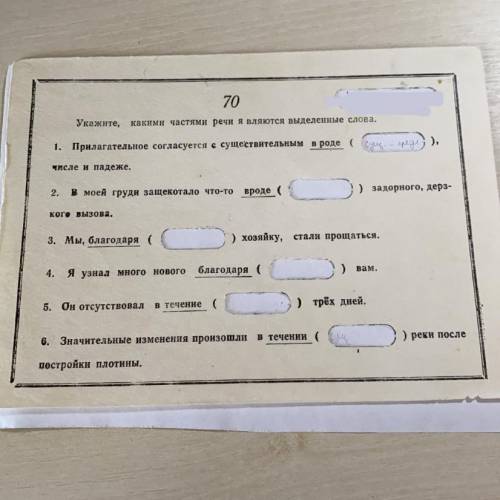 70
Укажите, какими частями речи являются выделенные слова.
1. Прилагательное согласуется с существительным в роде ( ),
числе и падеже.
2. В моей груди защекотало что-то вроде ( ) задорного, дерз-
кого вызова.
3. Мы, благодаря ( ) хозяйку, стали прощаться.
4. Я узнал много нового благодаря ( ) вам.
5. Он отсутствовал в течение ( ) трёх дней.
6. Значительные изменения произошли в течении ( ) реки после
постройки плотины.